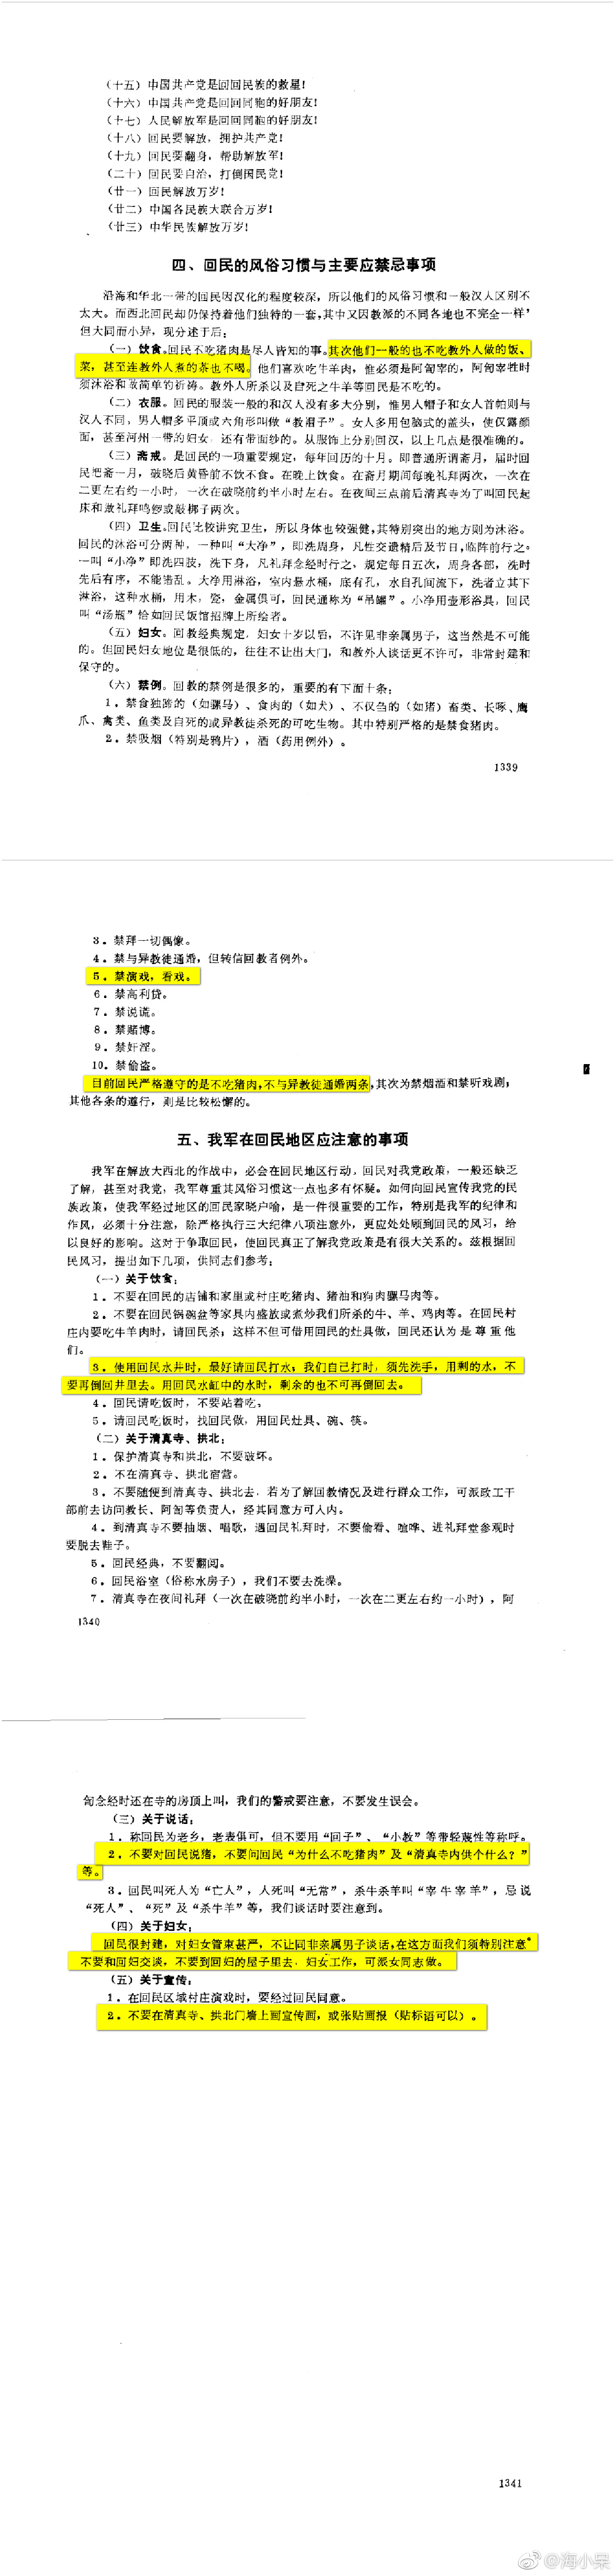 （十五）中国共产党是回回民族的救星！
（十六）中国共产党是回回同胞的好朋友！
（十七）人民解放军是回回同胞的好朋友！
（十八）回民要解放，拥护共产党！
（十九）回民要翻身，帮助解放军！
（二十）回民要自治，打倒国民党！
（廿一）回民解放万岁！
（廿二）中国各民族大联合万岁！
（廿三）中华民族解放万岁！
四、回民的风俗习惯与主要应禁忌事项
沿海和华北一带的回民因汉化的程度较深，所以他们的风俗习惯和一般汉人区别不
太大。而西北回民却仍保持着他们独特的一套，其中又因教派的不同各地也不完全一样，
但大同而小异，现分述于后：
（一）饮食。回民不吃猪肉是尽人皆知的事。其次他们一般的也不吃教外人做的饭、
菜，甚至连教外人煮的茶也不喝。他们喜欢吃牛羊肉，惟必须是阿訇宰的，阿訇宰牲时
须沐浴和做简单的祈祷。教外人所杀以及自死之牛羊等回民是不吃的。
（二）衣服。回民的服装一般的和汉人没有多大分别，惟男人帽子和女人首帕则与
汉人不同，男人帽多平顶或六角形叫做“教帽子”。女人多用包脑式的盖头，使仅露颜
面，甚至河州一带的妇女，还有带面纱的。从服饰上分别回汉，以上几点是很准确的。
（三）斋戒。是回民的一项重要规定，每年回历的十月。即普通所谓斋月，届时回
民把斋一月，破晓后黄昏前不饮不食。在晚上饮食。在斋月期间每晚礼拜两次，一次在
二更左右约一小时，一次在破晓前约半小时左右。在夜间三点前后清真寺为了叫回民起
床和做礼拜鸣锣或敲梆子两次。
（四）卫生。回民比较讲究卫生，所以身体也较强健，其特别突出的地方则为沐浴。
回民的沐浴可分两种，一种叫“大净”，即洗周身，凡性交遗精后及节日，临阵前行之。
一叫“小净”即洗四肢，洗下身，凡礼拜念经时行之、规定每日五次，周身各部，洗时
先后有序，不能渚乱。大净用淋浴，室内悬水桶，底有孔，水自孔间流下，洗者立其下
淋浴，这种水桶，用木，瓷，金属俱可，回民通称为“吊罐”。小净用壶形浴具，回民
叫“汤瓶”恰如回民饭馆招牌上所绘者。
（五）妇女。回教经典规定，妇女十岁以后，不许见非亲属男子，这当然是不可能
的。但回民妇女地位是很低的，往往不让出大门，和教外人谈话更不许可，非常封建和
保守的。
（六）禁例。回教的禁例是很多的，重要的有下面十条：
1．禁食独蹄的（如骡马）、食肉的（如犬）、不仅刍的（如猪）畜类、长啄、鹰
爪、禽类、鱼类及自死的或异教徒杀死的可吃生物。其中特别严格的是禁食猪肉。
2．禁吸烟（特别是鸦片），酒（药用例外）。
1339
3．禁拜一切偶像。
4．禁与异教徒通婚，但转信回教者例外。
5．禁演戏，看戏。
6．禁高利贷。
7．禁说谎。
8．禁赌博。
9．禁奸淫。
10．禁偷盗。
目前回民严格遵守的是不吃猪肉，不与异教徒通婚两条，其次为禁烟酒和禁听戏剧；
其他各条的遵行，则是比较松懈的。
五、我军在回民地区应注意的事项
我军在解放大西北的作战中，必会在回民地区行动，回民对我党政策，一般还缺乏
了解，甚至对我党，我军尊重其风俗习惯这一点也多有怀疑。如何向回民宣传我党的民
族政策，使我军经过地区的回民家晓户喻，是一件很重要的工作，特别是我军的纪律和
作风，必须十分注意，除严格执行三大纪律八项注意外，更应处处顾到回民的风习，给
以良好的影响。这对于争取回民，使回民真正了解我党政策是有很大关系的。兹根据回
民风习，提出如下几项，供同志们参考：
（一）关于饮食：
1．不要在回民的店铺和家里或村庄吃猪肉、猪油和狗肉骡马肉等。
2．不要在回民锅碗盆等家具内盛放或煮炒我们所杀的牛、羊、鸡肉等。在回民村
庄内要吃牛羊肉时，请回民杀；这样不但可借用回民的灶具做，回民还认为是尊重他
们。
3．使用回民水井时，最好请回民打水；我们自己打时，须先洗手，用剩的水，不
要再倒回井里去。用回民水缸中的水时，剩余的也不可再倒回去。
4．回民请吃饭时，不要站着吃。
5．请回民吃饭时，找回民做，用回民灶具、碗、筷。
（二）关于清真寺、拱北：
1．保护清真寺和拱北，不要破坏。
2．不在清真寺、拱北宿营。
3．不要随便到清真寺、拱北去，若为了解回教情况及进行群众工作，可派政工干
部前去访问教长、阿訇等负责人，经其同意方可入内。
4．到清真寺不要抽烟、唱歌，遇回民礼拜时，不要偷看、喧哗、进礼拜堂参观时
要脱去鞋子。
5．回民经典，不要翻阅。
6．回民浴室（俗称水房子），我们不要去洗澡。
7．清真寺在夜间礼拜（一次在破晓前约半小时，一次在二更左右约一小时），阿
1340
訇念经时还在寺的房顶上叫，我们的警戒要注意，不要发生误会。
（三）关于说话：
1．称回民为老乡，老表俱可，但不要用“回子”、“小教”等带轻蔑性等称呼。
2．不要对回民说猪，不要问回民“为什么不吃猪肉”及“清真寺内供个什么？”
等。
3．回民叫死人为“亡人”，人死叫“无常”，杀牛杀羊叫“宰牛宰羊”，忌说
“死人”、“死”及“杀牛羊”等，我们谈话时要注意到。
（四）关于妇女：
回民很封建，对妇女管束甚严，不让同非亲属男子谈话，在这方面我们须特别注意。
不要和回妇交谈，不要到回妇的屋子里去，妇女工作，可派女同志做。
（五）关于宣传：
1．在回民区域村庄演戏时，要经过回民同意。
2．不要在清真寺、拱北门墙上画宣传画，或张贴画报（贴标语可以）。
1341
@海小呆